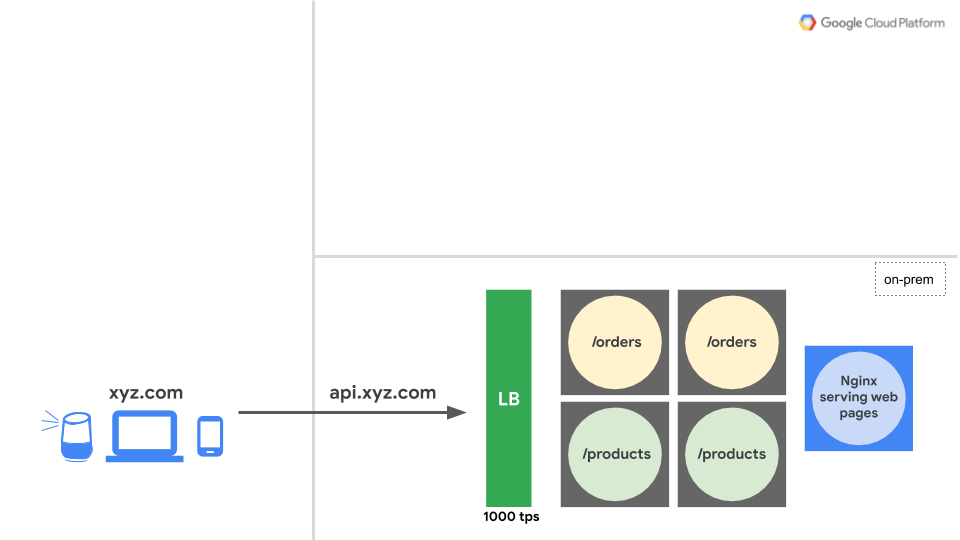 Google Cloud Platform
on-prem
xyz.com
api.xyz.com
LB
1000 tps
/orders
/orders
/products
/products
Nginx
serving web
pages